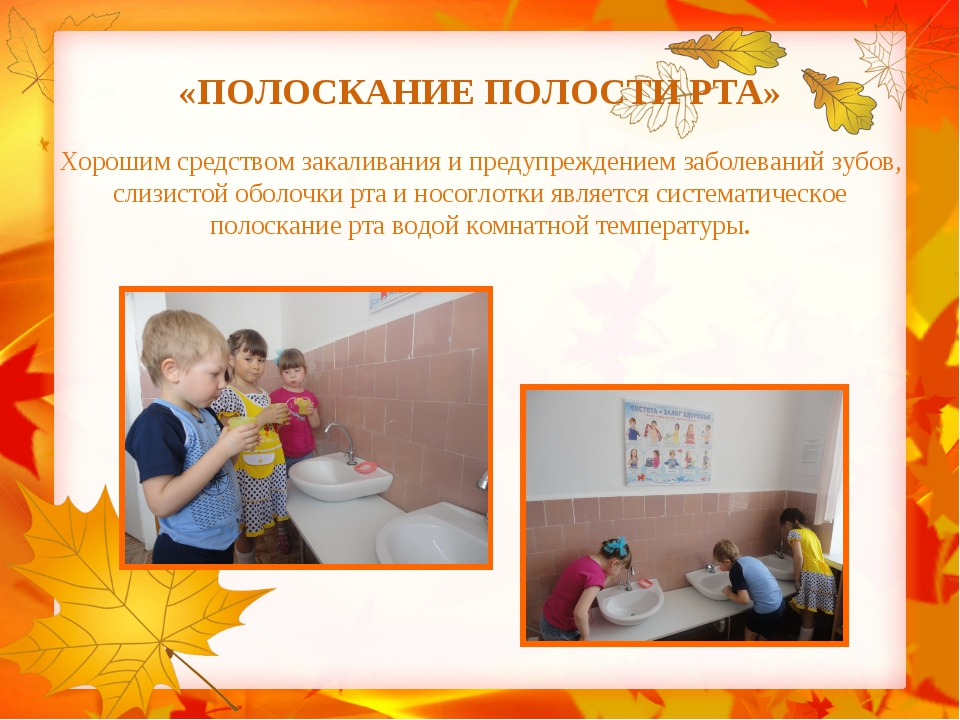 «ПОЛОСКАНИЕ ПОЛОСТИ РТА»
Хорошим средством закаливания и предупреждением заболеваний зубов,
слизистой оболочки рта и носоглотки является систематическое
полоскание рта водой комнатной температуры.
ЧИСТОТА – ЗАЛОГ ЗДОРОВЬЯ